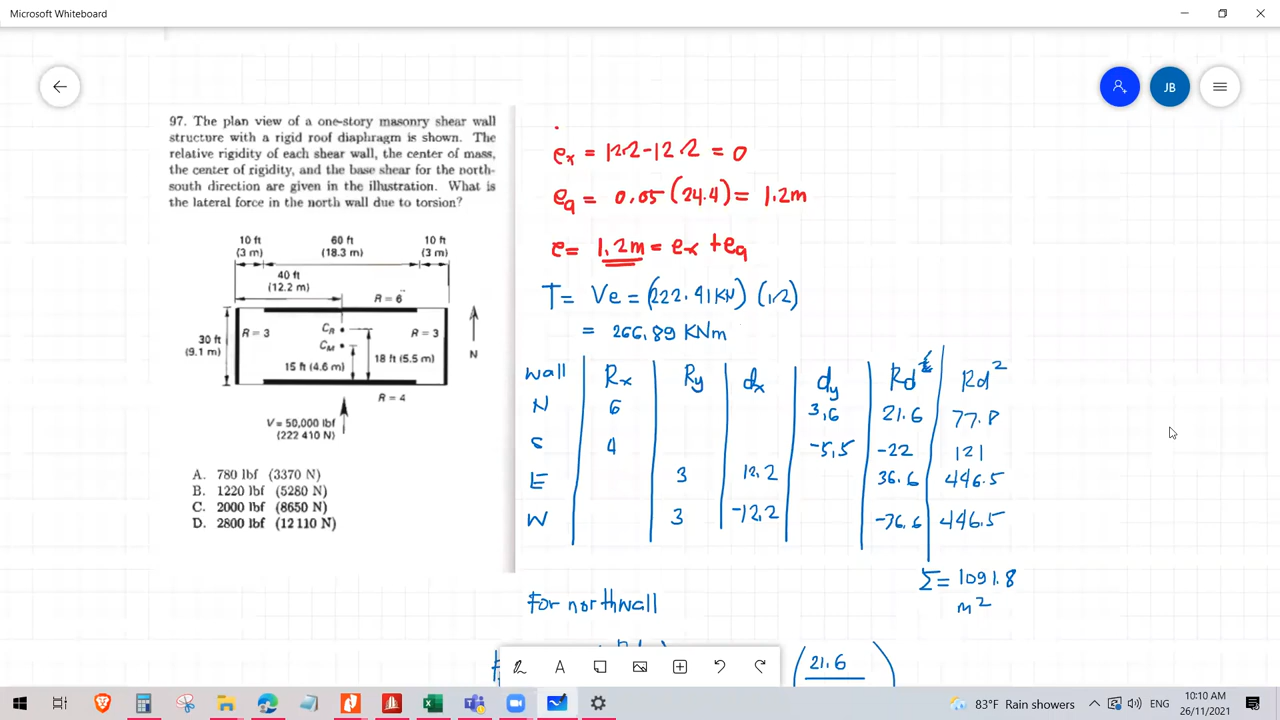 Microsoft Whiteboard
JB
97. The plan view of a one-story masonry shear wall
structure with a rigid roof diaphragm is shown. The
relative rigidity of each shear wall, the center of mass,
the center of rigidity, and the base shear for the north-
south direction are given in the illustration. What is
the lateral force in the north wall due to torsion?
10 ft
(3 m)
60 ft
(18.3 m)
10 ft
(3 m)
40 ft
(12.2 m)
R = 6
R = 3
CR
R = 3
CM
30 ft
(9.1 m)
18 ft (5.5 m)
15 ft (4.6 m)
N
R = 4
V = 50,000 lbf
(222 410 N)
A. 780 lbf (3370 N)
B. 1220 lbf (5280 N)
C. 2000 lbf (8650 N)
D. 2800 lbf (12 110 N)
ex = 12.2-12.2 = 0
eq = 0.05 (24.4) = 1.2m
e= 1.2m = ex +eq
T= Ve = (222.41KN) (1.2)
= 266.89 KNm
wall Rx Ry dx dy Rd Rd²
N 6 3.6 21.6 77.8
S 4 -5.5 -22 121
E 3 12.2 36.6 446.5
W 3 -12.2 -36.6 446.5
Σ = 1091.8
m²
For north wall
(21.6)
83°F Rain showers
ENG
10:10 AM
26/11/2021